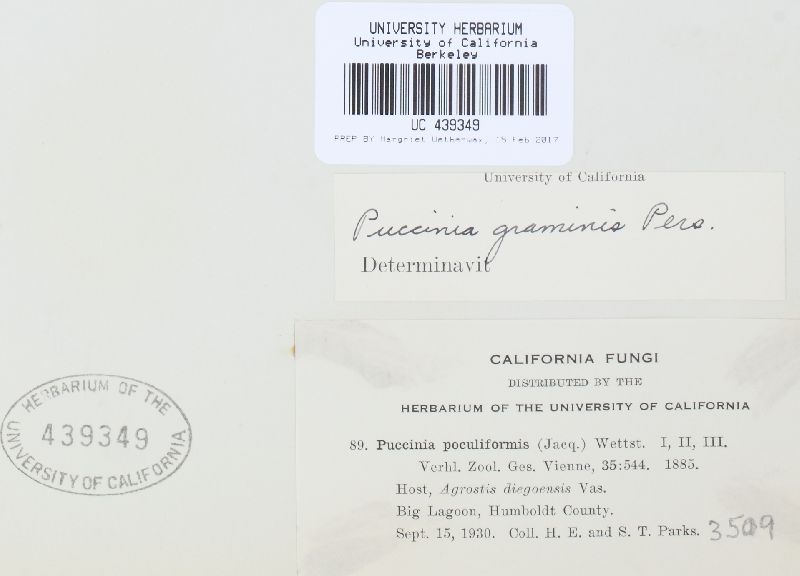 UNIVERSITY HERBARIUM
University of California
Berkeley
UC 439349
PREP BY Margriet Wetherwax, 15 Feb 2017
University of California
Puccinia graminis Pers.
Determinavit
CALIFORNIA FUNGI
DISTRIBUTED BY THE
HERBARIUM OF THE UNIVERSITY OF CALIFORNIA
89. Puccinia poculiformis (Jacq.) Wettst. I, II, III.
Verhl. Zool. Ges. Vienne, 35:544. 1885.
Host, Agrostis diegoensis Vas.
Big Lagoon, Humboldt County.
Sept. 15, 1930. Coll. H. E. and S. T. Parks. 3509
HERBARIUM OF THE
439349
UNIVERSITY OF CALIFORNIA